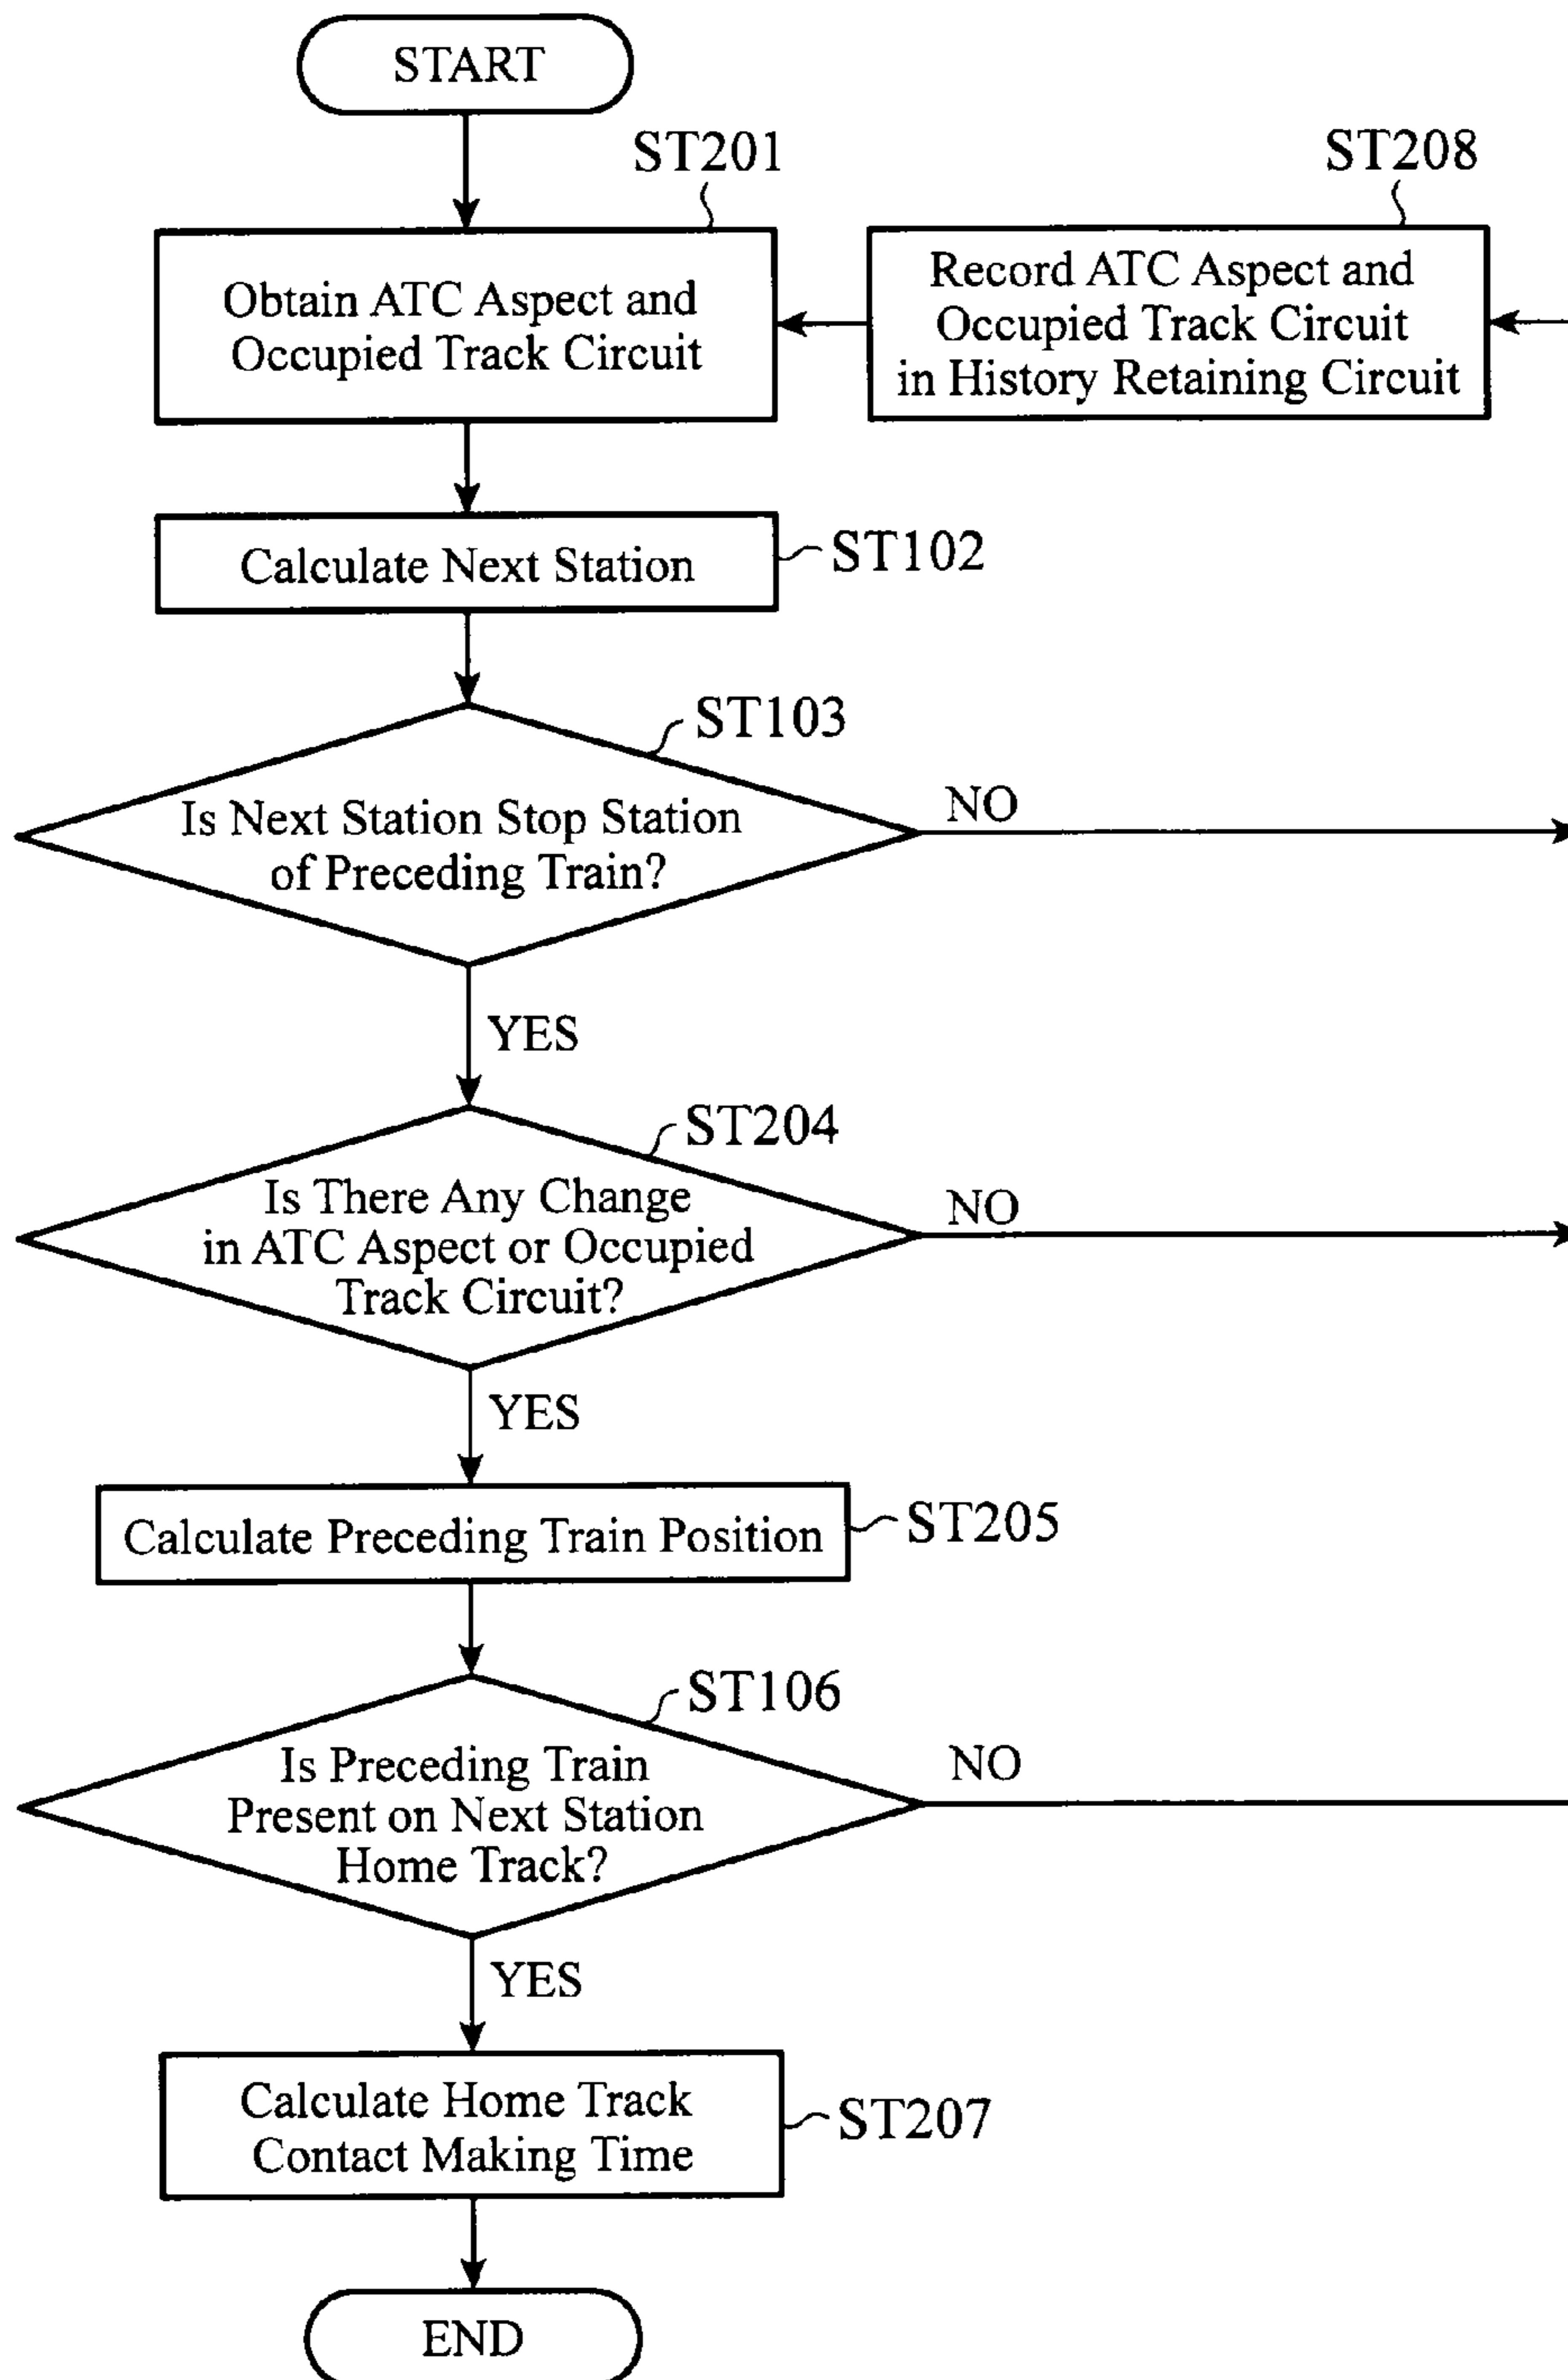 START
ST201
ST208
Obtain ATC Aspect and
Occupied Track Circuit
Record ATC Aspect and
Occupied Track Circuit
in History Retaining Circuit
Calculate Next Station
ST102
ST103
Is Next Station Stop Station
of Preceding Train?
NO
YES
ST204
Is There Any Change
in ATC Aspect or Occupied
Track Circuit?
NO
YES
Calculate Preceding Train Position
ST205
ST106
Is Preceding Train
Present on Next Station
Home Track?
NO
YES
Calculate Home Track
Contact Making Time
ST207
END